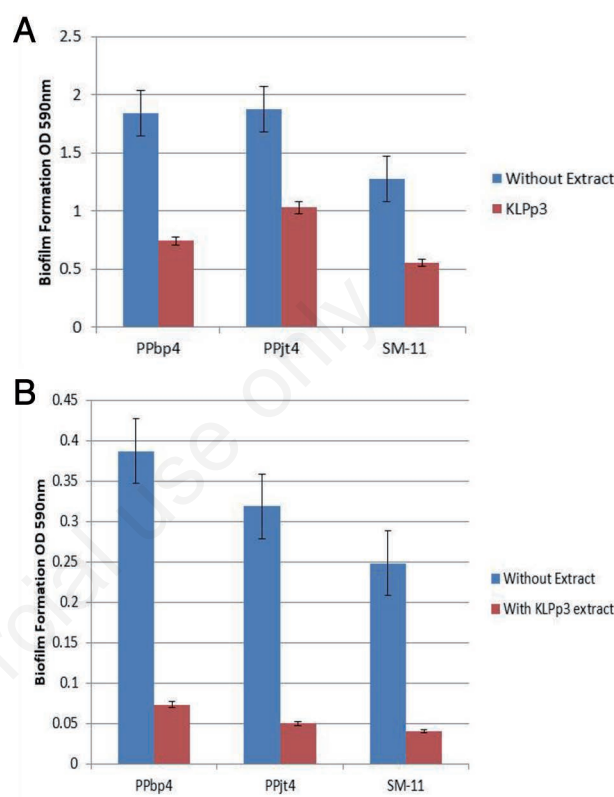 A
Biofilm Formation OD 590nm
2.5
2
1.5
1
0.5
0
PPbp4 PPjt4 SM-11
Without Extract
KLPp3
B
Biofilm Formation OD 590nm
0.45
0.4
0.35
0.3
0.25
0.2
0.15
0.1
0.05
0
PPbp4 PPjt4 SM-11
Without Extract
With KLPp3 extract
use only